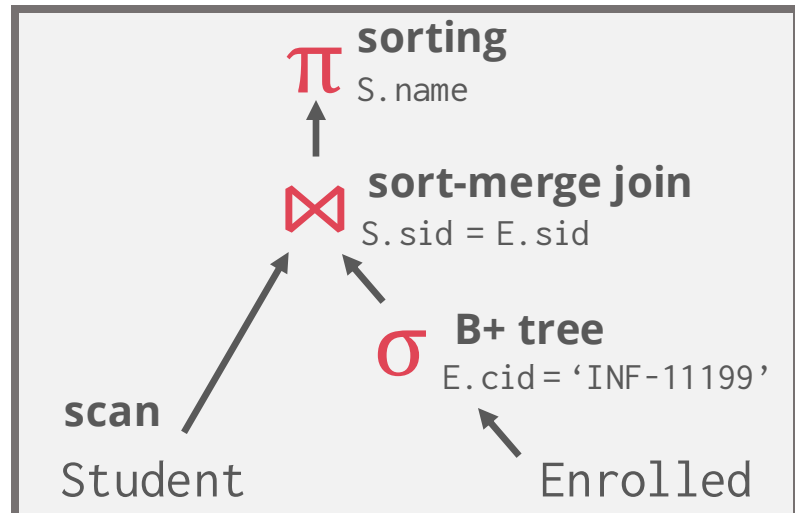 π sorting
S.name
⋈ sort-merge join
S.sid = E.sid
σ B+ tree
E.cid = ‘INF-11199’
scan
Student
Enrolled